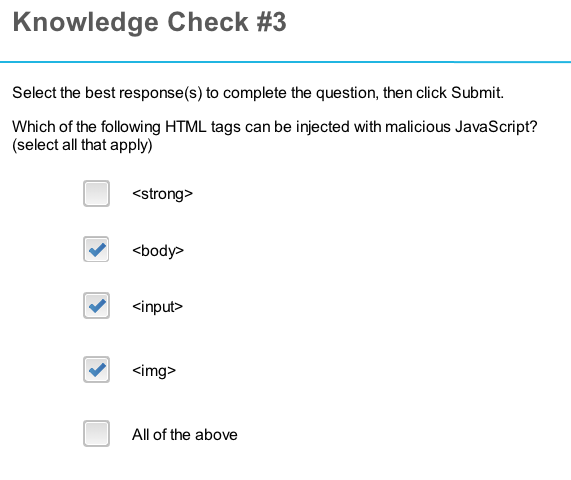 Knowledge Check #3
Select the best response(s) to complete the question, then click Submit.
Which of the following HTML tags can be injected with malicious JavaScript?
(select all that apply)
<strong>
<body>
<input>
<img>
All of the above